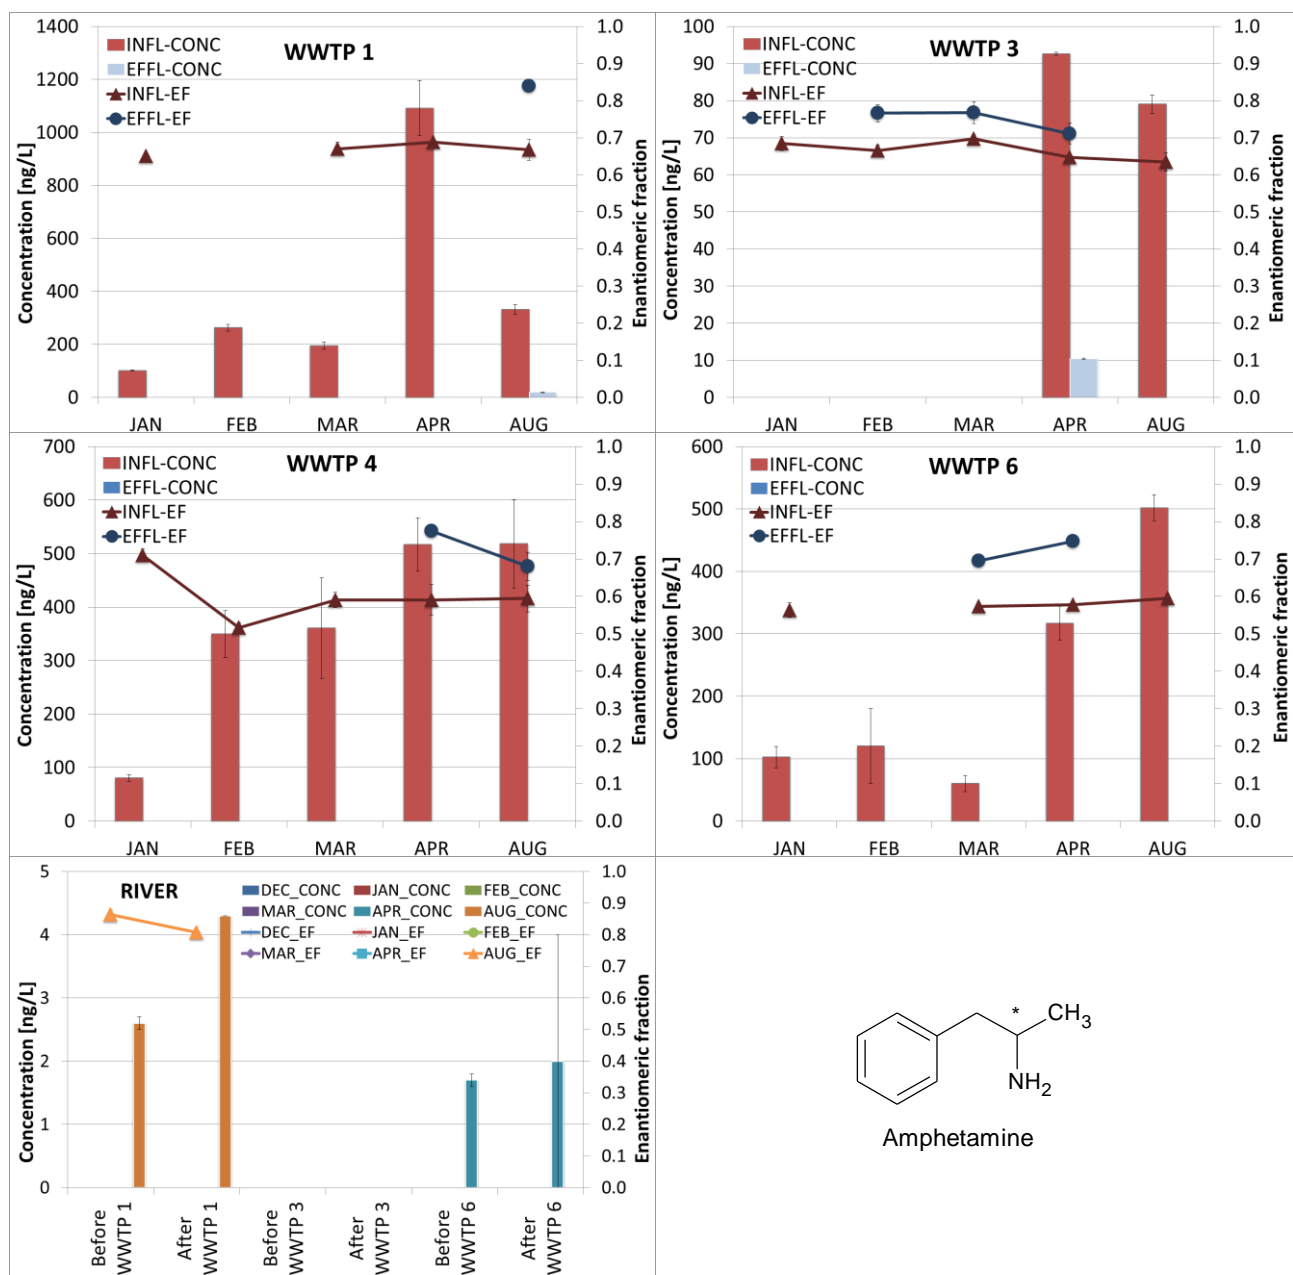 WWTP 1
INFL-CONC
EFFL-CONC
INFL-EF
EFFL-EF
Concentration [ng/L]
1400
1200
1000
800
600
400
200
0
Enantiomeric fraction
1.0
0.9
0.8
0.7
0.6
0.5
0.4
0.3
0.2
0.1
0.0
JAN FEB MAR APR AUG
WWTP 3
INFL-CONC
EFFL-CONC
INFL-EF
EFFL-EF
Concentration [ng/L]
100
90
80
70
60
50
40
30
20
10
0
Enantiomeric fraction
1.0
0.9
0.8
0.7
0.6
0.5
0.4
0.3
0.2
0.1
0.0
JAN FEB MAR APR AUG
WWTP 4
INFL-CONC
EFFL-CONC
INFL-EF
EFFL-EF
Concentration [ng/L]
700
600
500
400
300
200
100
0
Enantiomeric fraction
1.0
0.9
0.8
0.7
0.6
0.5
0.4
0.3
0.2
0.1
0.0
JAN FEB MAR APR AUG
WWTP 6
INFL-CONC
EFFL-CONC
INFL-EF
EFFL-EF
Concentration [ng/L]
600
500
400
300
200
100
0
Enantiomeric fraction
1.0
0.9
0.8
0.7
0.6
0.5
0.4
0.3
0.2
0.1
0.0
JAN FEB MAR APR AUG
RIVER
DEC_CONC JAN_CONC FEB_CONC
MAR_CONC APR_CONC AUG_CONC
DEC_EF JAN_EF FEB_EF
MAR_EF APR_EF AUG_EF
Concentration [ng/L]
5
4
3
2
1
0
Enantiomeric fraction
1.0
0.9
0.8
0.7
0.6
0.5
0.4
0.3
0.2
0.1
0.0
Before
WWTP 1
After
WWTP 1
Before
WWTP 3
After
WWTP 3
Before
WWTP 6
After
WWTP 6
*
CH3
NH2
Amphetamine